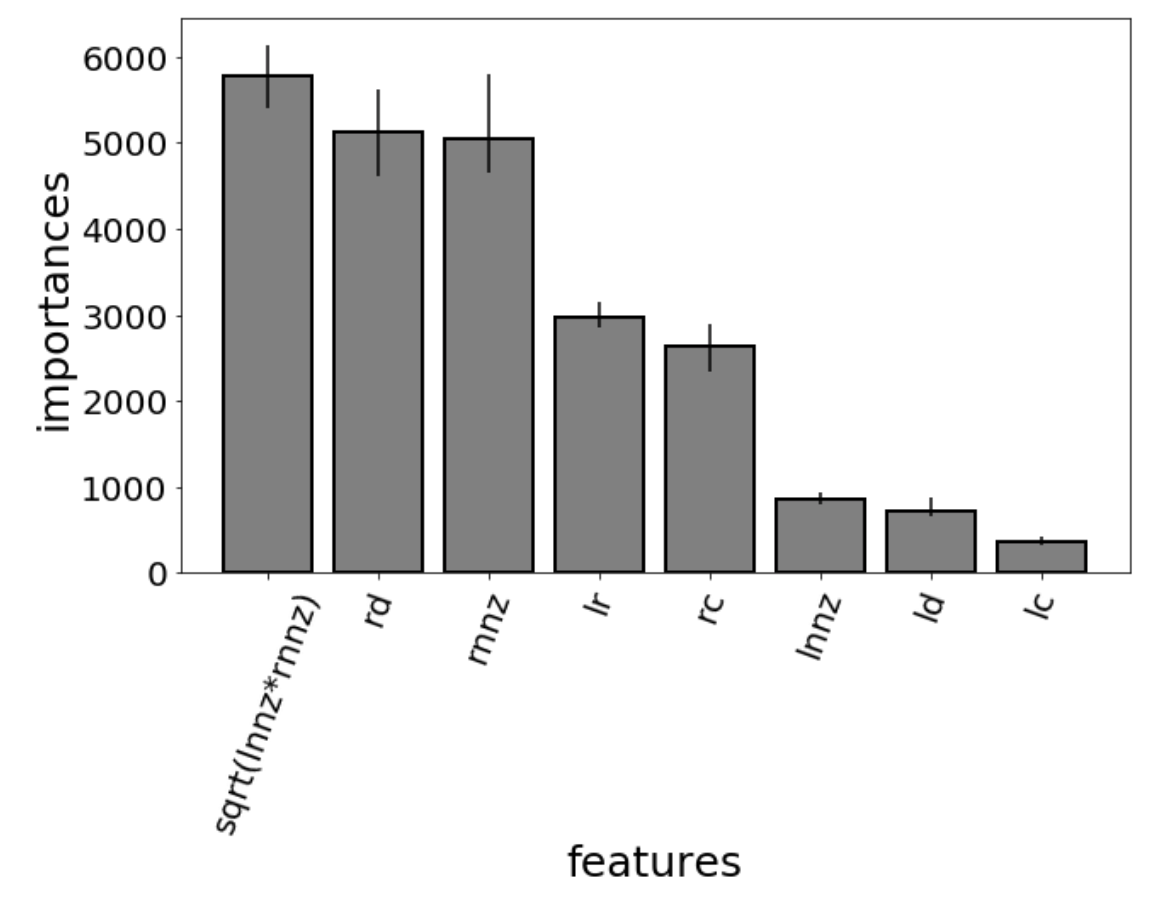 importances
6000
5000
4000
3000
2000
1000
0
sqrt(lnnz*rnnz)
rd
rnnz
lr
rc
lnnz
ld
lc
features